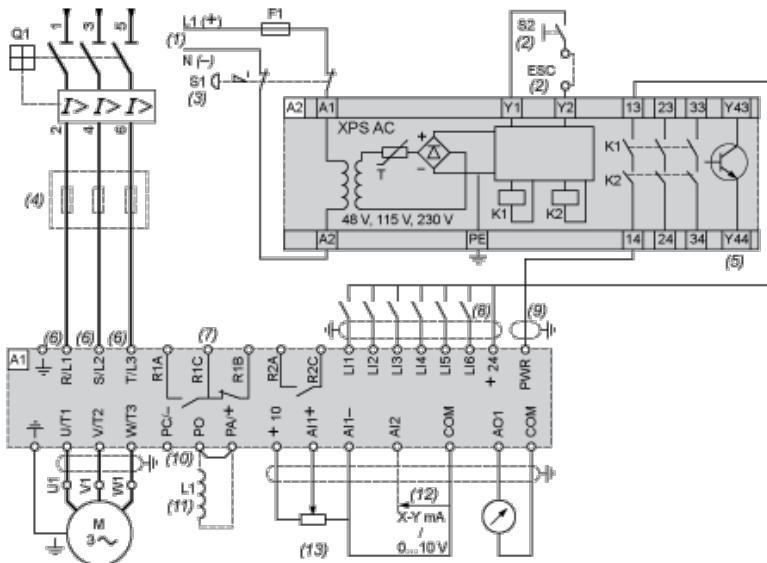 1 3 5
Q1
I> I> I>
2 4 6
(4)
L1 (+)
F1
(1)
N (–)
S1
(3)
S2
(2)
ESC
(2)
A2 A1 Y1 Y2 13 23 33 Y43
XPS AC
+
T
–
K1
K2
48 V, 115 V, 230 V
K1 K2
A2 PE 14 24 34 Y44
(5)
(6) (6) (6) (7) (8) (9)
A1
R/L1 S/L2 T/L3 R1A R1C R1B R2A R2C LI1 LI2 LI3 LI4 LI5 LI6 + 24 PWR
U/T1 V/T2 W/T3 PC/– PO PA/+ + 10 AI1+ AI1– AI2 COM AO1 COM
(10)
U1 V1 W1
L1
(11)
(12)
X-Y mA
/
0...10 V
M
3
(13)